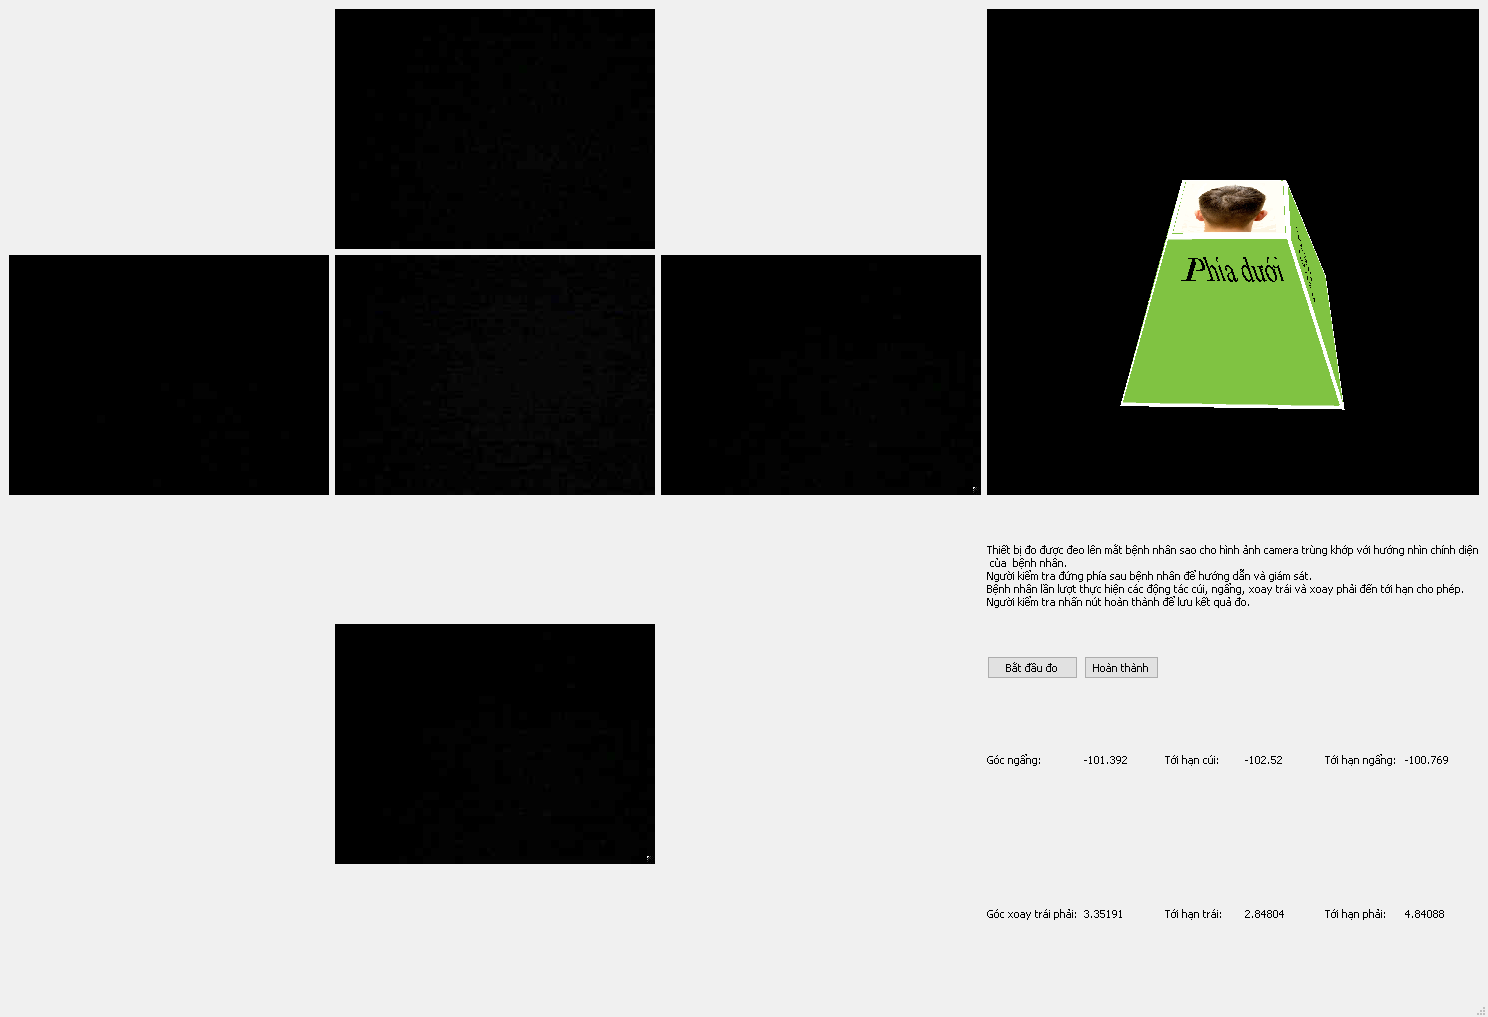 Phía dưới
Thiết bị đo được đeo lên mắt bệnh nhân sao cho hình ảnh camera trùng khớp với hướng nhìn chính diện
của bệnh nhân.
Người kiểm tra đứng phía sau bệnh nhân để hướng dẫn và giám sát.
Bệnh nhân lần lượt thực hiện các động tác cúi, ngẩng, xoay trái và xoay phải đến tới hạn cho phép.
Người kiểm tra nhấn nút hoàn thành để lưu kết quả đo.
Bắt đầu đo Hoàn thành
Góc ngẩng: -101.392 Tới hạn cúi: -102.52 Tới hạn ngẩng: -100.769
Góc xoay trái phải: 3.35191 Tới hạn trái: 2.84804 Tới hạn phải: 4.84088